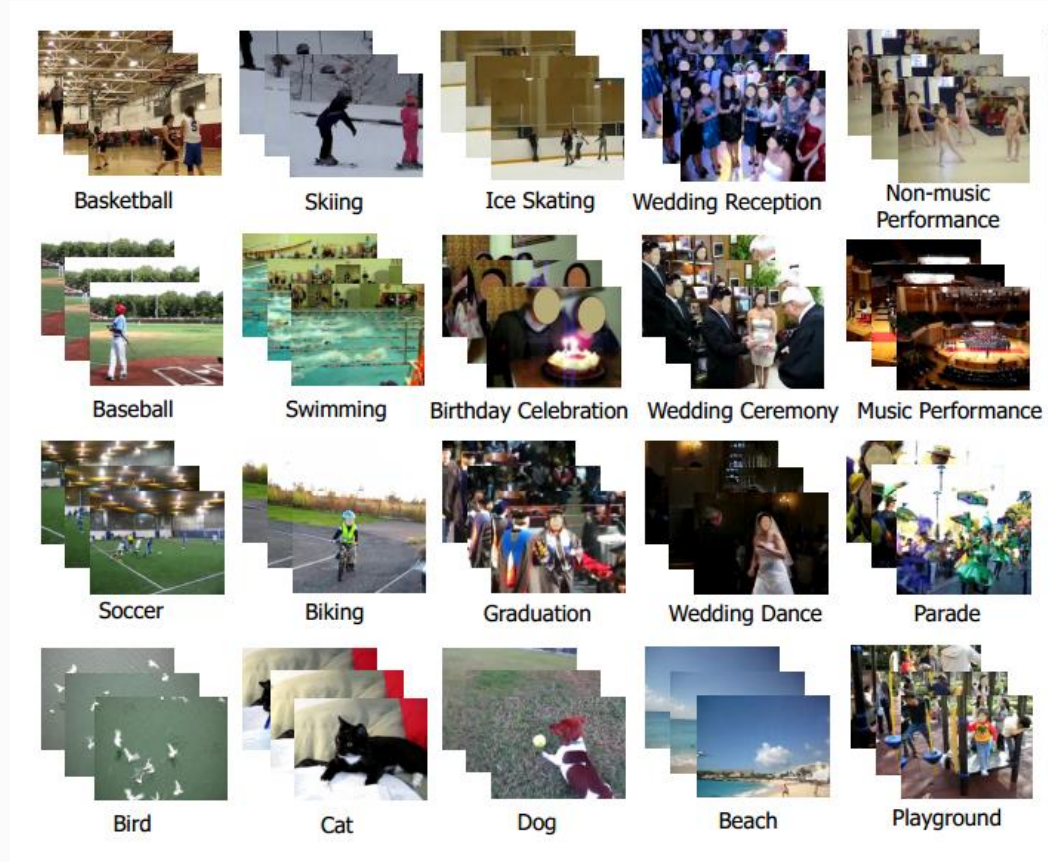 Basketball
Skiing
Ice Skating
Wedding Reception
Non-music
Performance
Baseball
Swimming
Birthday Celebration
Wedding Ceremony
Music Performance
Soccer
Biking
Graduation
Wedding Dance
Parade
Bird
Cat
Dog
Beach
Playground